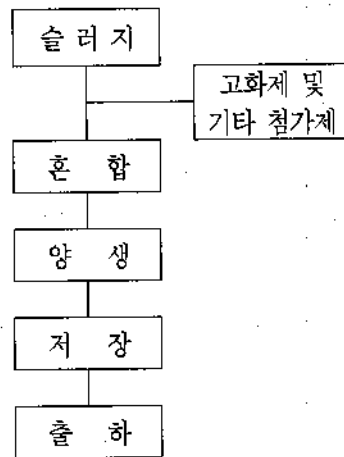 슬러지
고화제 및
기타 첨가제
혼 합
양 생
저 장
출 하